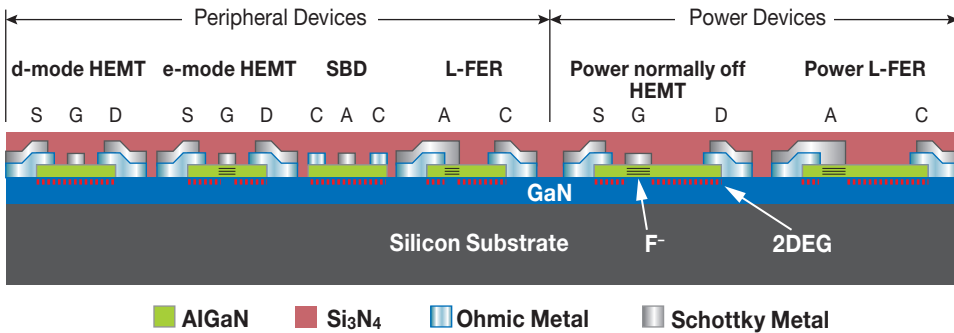 Peripheral Devices Power Devices
d-mode HEMT e-mode HEMT SBD L-FER Power normally off HEMT Power L-FER
S G D S G D C A C A C S G D A C
GaN
Silicon Substrate F⁻ 2DEG
AlGaN Si₃N₄ Ohmic Metal Schottky Metal